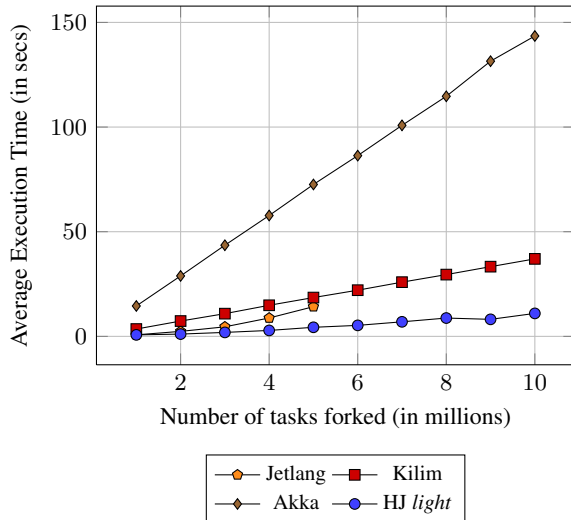 Average Execution Time (in secs)
150
100
50
0
2 4 6 8 10
Number of tasks forked (in millions)
Jetlang Kilim
Akka HJ light